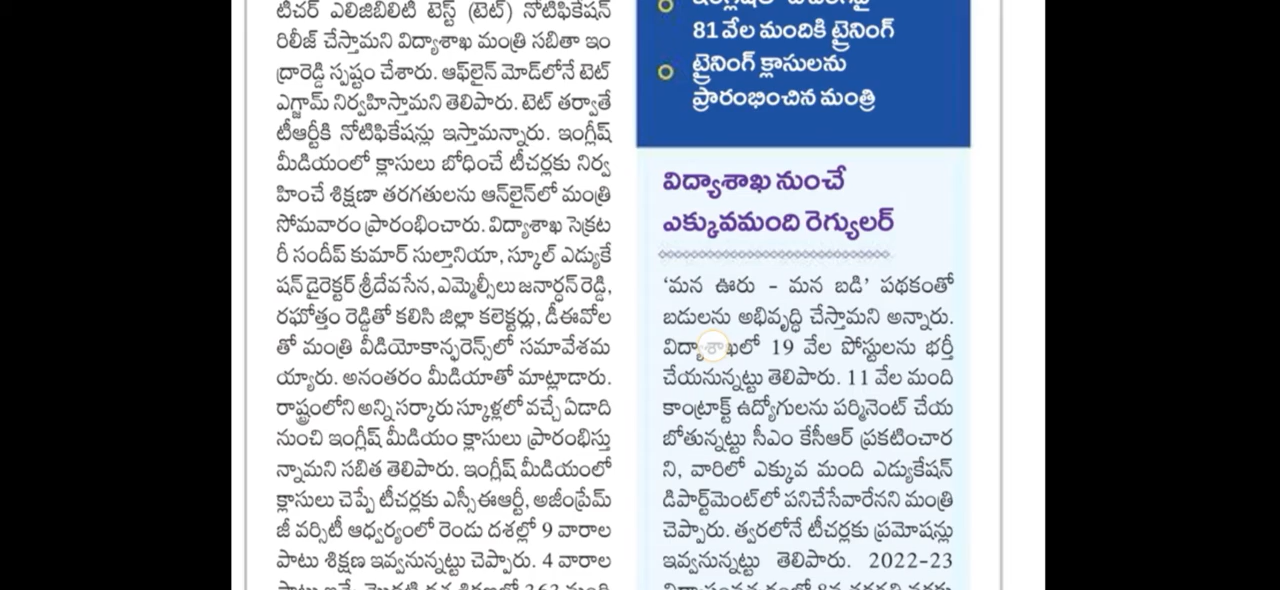 టీచర్ ఎలిజిబిలిటీ టెస్ట్ (టెట్) నోటిఫికేషన్
రిలీజ్ చేస్తామని విద్యాశాఖ మంత్రి సబితా ఇం
ద్రారెడ్డి స్పష్టం చేశారు. ఆఫ్‌లైన్ మోడ్‌లోనే టెట్
ఎగ్జామ్ నిర్వహిస్తామని తెలిపారు. టెట్ తర్వాతే
టీఆర్టీకి నోటిఫికేషన్లు ఇస్తామన్నారు. ఇంగ్లీష్
మీడియంలో క్లాసులు బోధించే టీచర్లకు నిర్వ
హించే శిక్షణా తరగతులను ఆన్‌లైన్‌లో మంత్రి
సోమవారం ప్రారంభించారు. విద్యాశాఖ సెక్రట
రీ సందీప్ కుమార్ సుల్తానియా, స్కూల్ ఎడ్యుకే
షన్ డైరెక్టర్ శ్రీదేవసేన, ఎమ్మెల్సీలు జనార్ధన్ రెడ్డి,
రఘోత్తం రెడ్డితో కలిసి జిల్లా కలెక్టర్లు, డీఈవోల
తో మంత్రి వీడియోకాన్ఫరెన్స్‌లో సమావేశమ
య్యారు. అనంతరం మీడియాతో మాట్లాడారు.
రాష్ట్రంలోని అన్ని సర్కారు స్కూళ్లలో వచ్చే ఏడాది
నుంచి ఇంగ్లీష్ మీడియం క్లాసులు ప్రారంభిస్తు
న్నామని సబిత తెలిపారు. ఇంగ్లీష్ మీడియంలో
క్లాసులు చెప్పే టీచర్లకు ఎస్సీఈఆర్టీ, అజీంప్రేమ్
జీ వర్సిటీ ఆధ్వర్యంలో రెండు దశల్లో 9 వారాల
పాటు శిక్షణ ఇవ్వనున్నట్టు చెప్పారు. 4 వారాల
81 వేల మందికి ట్రైనింగ్
ట్రైనింగ్ క్లాసులను
ప్రారంభించిన మంత్రి
విద్యాశాఖ నుంచే
ఎక్కువమంది రెగ్యులర్
‘మన ఊరు - మన బడి’ పథకంతో
బడులను అభివృద్ధి చేస్తామని అన్నారు.
విద్యాశాఖలో 19 వేల పోస్టులను భర్తీ
చేయనున్నట్టు తెలిపారు. 11 వేల మంది
కాంట్రాక్ట్ ఉద్యోగులను పర్మినెంట్ చేయ
బోతున్నట్టు సీఎం కేసీఆర్ ప్రకటించార
ని, వారిలో ఎక్కువ మంది ఎడ్యుకేషన్
డిపార్ట్‌మెంట్‌లో పనిచేసేవారేనని మంత్రి
చెప్పారు. త్వరలోనే టీచర్లకు ప్రమోషన్లు
ఇవ్వనున్నట్టు తెలిపారు. 2022-23